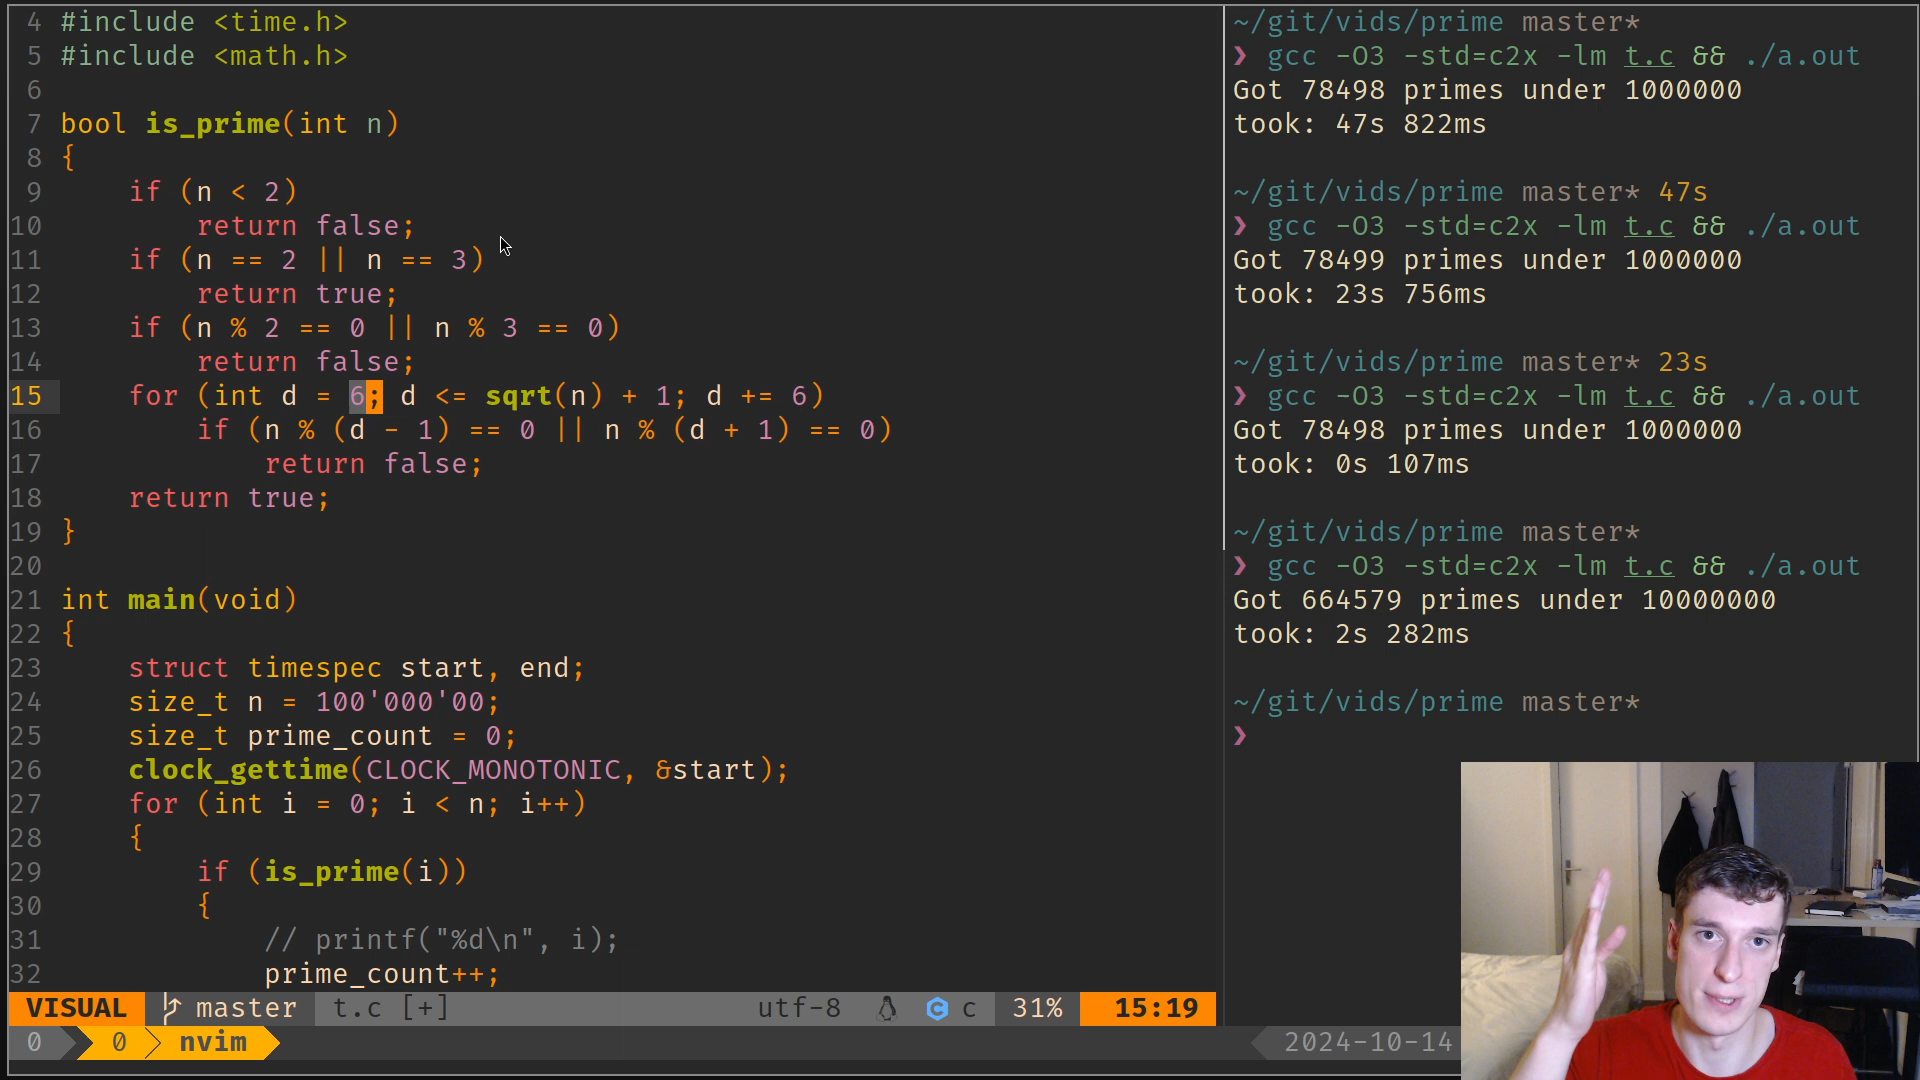 4 #include <time.h>
5 #include <math.h>
6
7 bool is_prime(int n)
8 {
9     if (n < 2)
10         return false;
11     if (n == 2 || n == 3)
12         return true;
13     if (n % 2 == 0 || n % 3 == 0)
14         return false;
15     for (int d = 6; d <= sqrt(n) + 1; d += 6)
16         if (n % (d - 1) == 0 || n % (d + 1) == 0)
17             return false;
18     return true;
19 }
20
21 int main(void)
22 {
23     struct timespec start, end;
24     size_t n = 100'000'00;
25     size_t prime_count = 0;
26     clock_gettime(CLOCK_MONOTONIC, &start);
27     for (int i = 0; i < n; i++)
28     {
29         if (is_prime(i))
30         {
31             // printf("%d\n", i);
32             prime_count++;
VISUAL master t.c [+] utf-8 c 31% 15:19
0 0 nvim
~/git/vids/prime master*
❯ gcc -O3 -std=c2x -lm t.c && ./a.out
Got 78498 primes under 1000000
took: 47s 822ms
~/git/vids/prime master* 47s
❯ gcc -O3 -std=c2x -lm t.c && ./a.out
Got 78499 primes under 1000000
took: 23s 756ms
~/git/vids/prime master* 23s
❯ gcc -O3 -std=c2x -lm t.c && ./a.out
Got 78498 primes under 1000000
took: 0s 107ms
~/git/vids/prime master*
❯ gcc -O3 -std=c2x -lm t.c && ./a.out
Got 664579 primes under 10000000
took: 2s 282ms
~/git/vids/prime master*
❯
2024-10-14